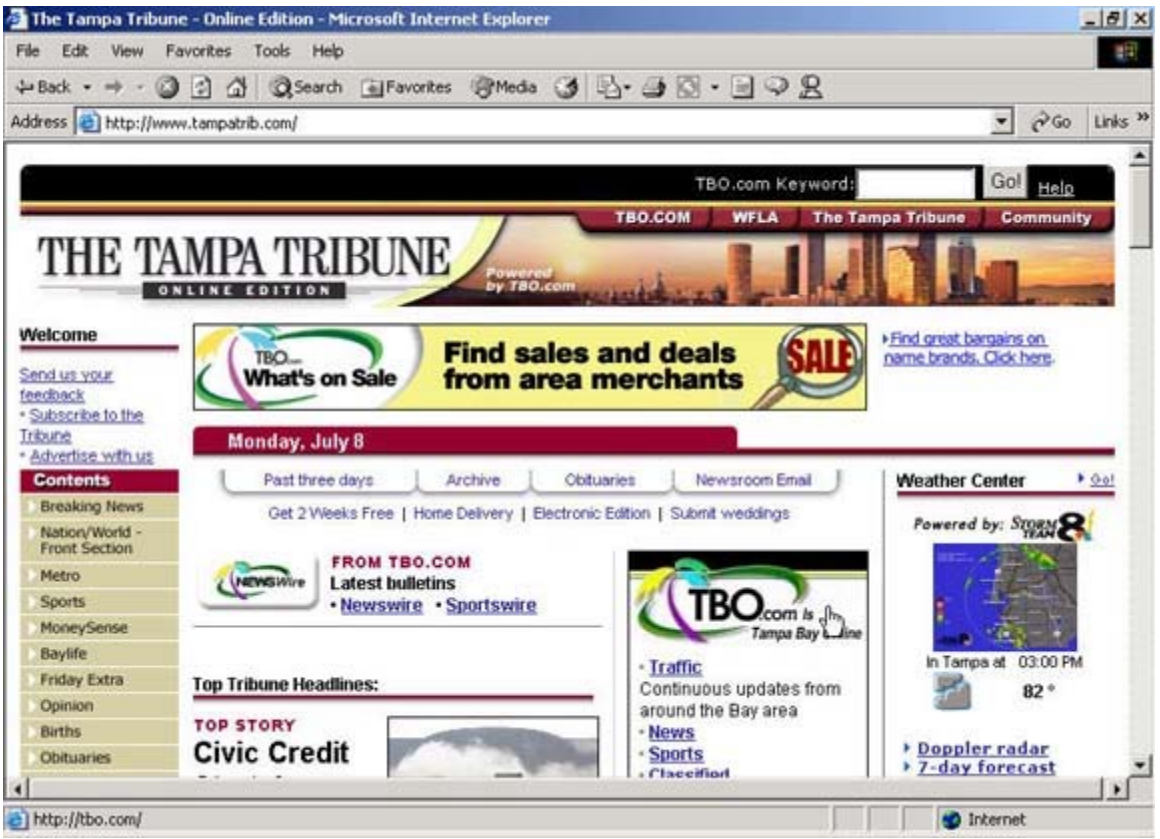 The Tampa Tribune - Online Edition - Microsoft Internet Explorer
File Edit View Favorites Tools Help
Back Search Favorites Media
Address http://www.tampatrib.com/ Go Links »
TBO.com Keyword: Go! Help
TBO.COM WFLA The Tampa Tribune Community
THE TAMPA TRIBUNE
ONLINE EDITION
Powered
by TBO.com
Welcome
Send us your
feedback
• Subscribe to the
Tribune
• Advertise with us
TBO.com
What's on Sale
Find sales and deals
from area merchants
SALE
Find great bargains on
name brands. Click here.
Monday, July 8
Past three days Archive Obituaries Newsroom Email
Get 2 Weeks Free | Home Delivery | Electronic Edition | Submit weddings
Contents
Breaking News
Nation/World -
Front Section
Metro
Sports
MoneySense
Baylife
Friday Extra
Opinion
Births
Obituaries
NEWSWire
FROM TBO.COM
Latest bulletins
• Newswire • Sportswire
Top Tribune Headlines:
TOP STORY
Civic Credit
TBO.com is
Tampa Bay Online
• Traffic
Continuous updates from
around the Bay area
• News
• Sports
• Classified
Weather Center Go!
Powered by: STORM TEAM 8
In Tampa at 03:00 PM
82 °
Doppler radar
7-day forecast
http://tbo.com/ Internet